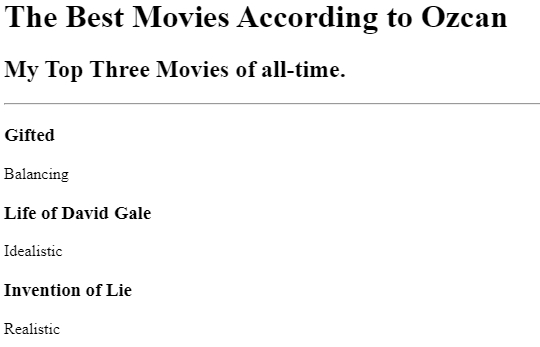 The Best Movies According to Ozcan
My Top Three Movies of all-time.
Gifted
Balancing
Life of David Gale
Idealistic
Invention of Lie
Realistic